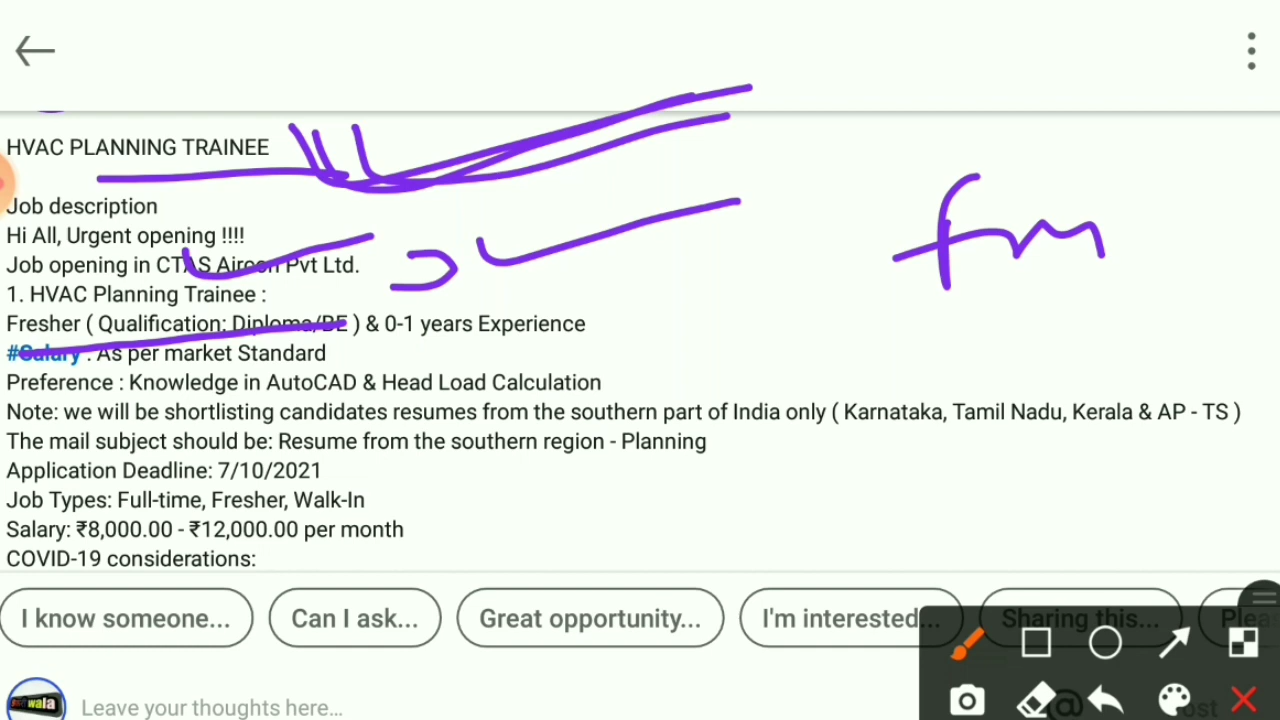 HVAC PLANNING TRAINEE
fm
Job description
Hi All, Urgent opening !!!!
Job opening in CTAS Aircon Pvt Ltd.
1. HVAC Planning Trainee :
Fresher ( Qualification: Diploma/BE ) & 0-1 years Experience
#Salary : As per market Standard
Preference : Knowledge in AutoCAD & Head Load Calculation
Note: we will be shortlisting candidates resumes from the southern part of India only ( Karnataka, Tamil Nadu, Kerala & AP - TS )
The mail subject should be: Resume from the southern region - Planning
Application Deadline: 7/10/2021
Job Types: Full-time, Fresher, Walk-In
Salary: ₹8,000.00 - ₹12,000.00 per month
COVID-19 considerations:
I know someone... Can I ask... Great opportunity... I'm interested... Sharing this...
wala Leave your thoughts here... @